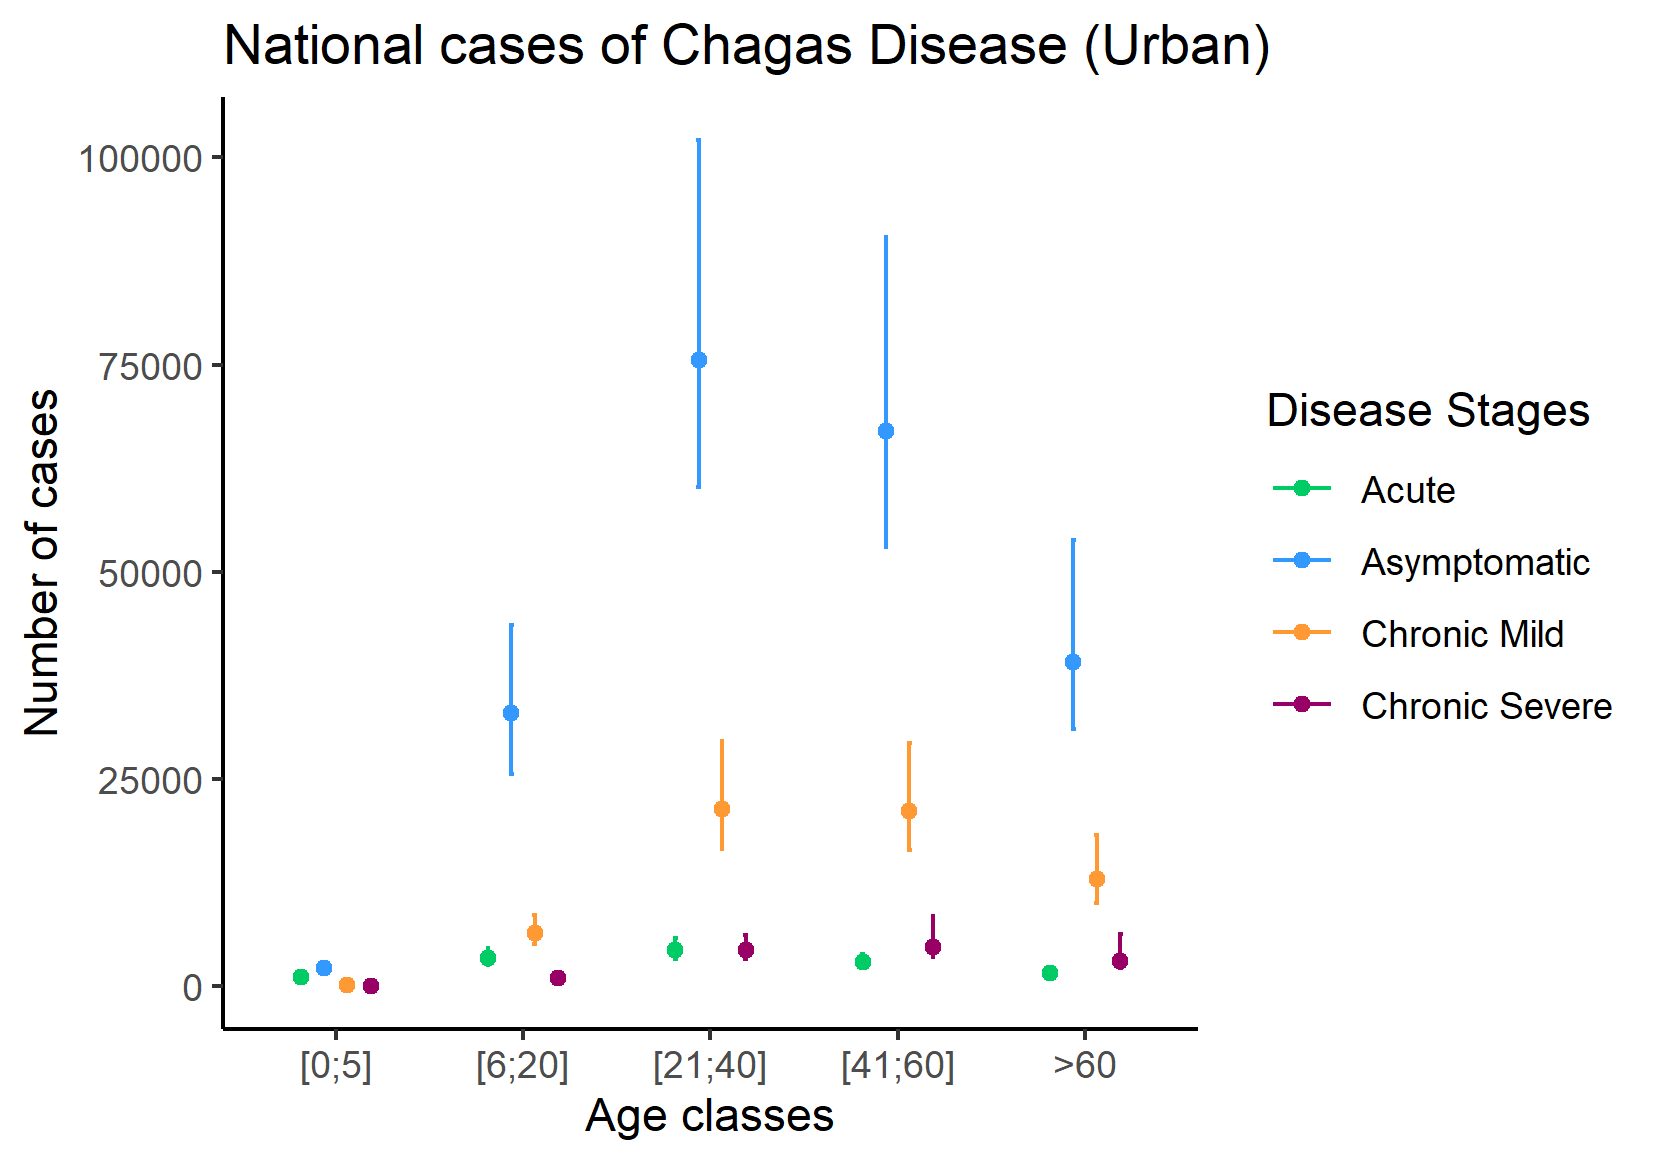 National cases of Chagas Disease (Urban)
Number of cases
100000
75000
50000
25000
0
[0;5]
[6;20]
[21;40]
[41;60]
>60
Age classes
Disease Stages
Acute
Asymptomatic
Chronic Mild
Chronic Severe